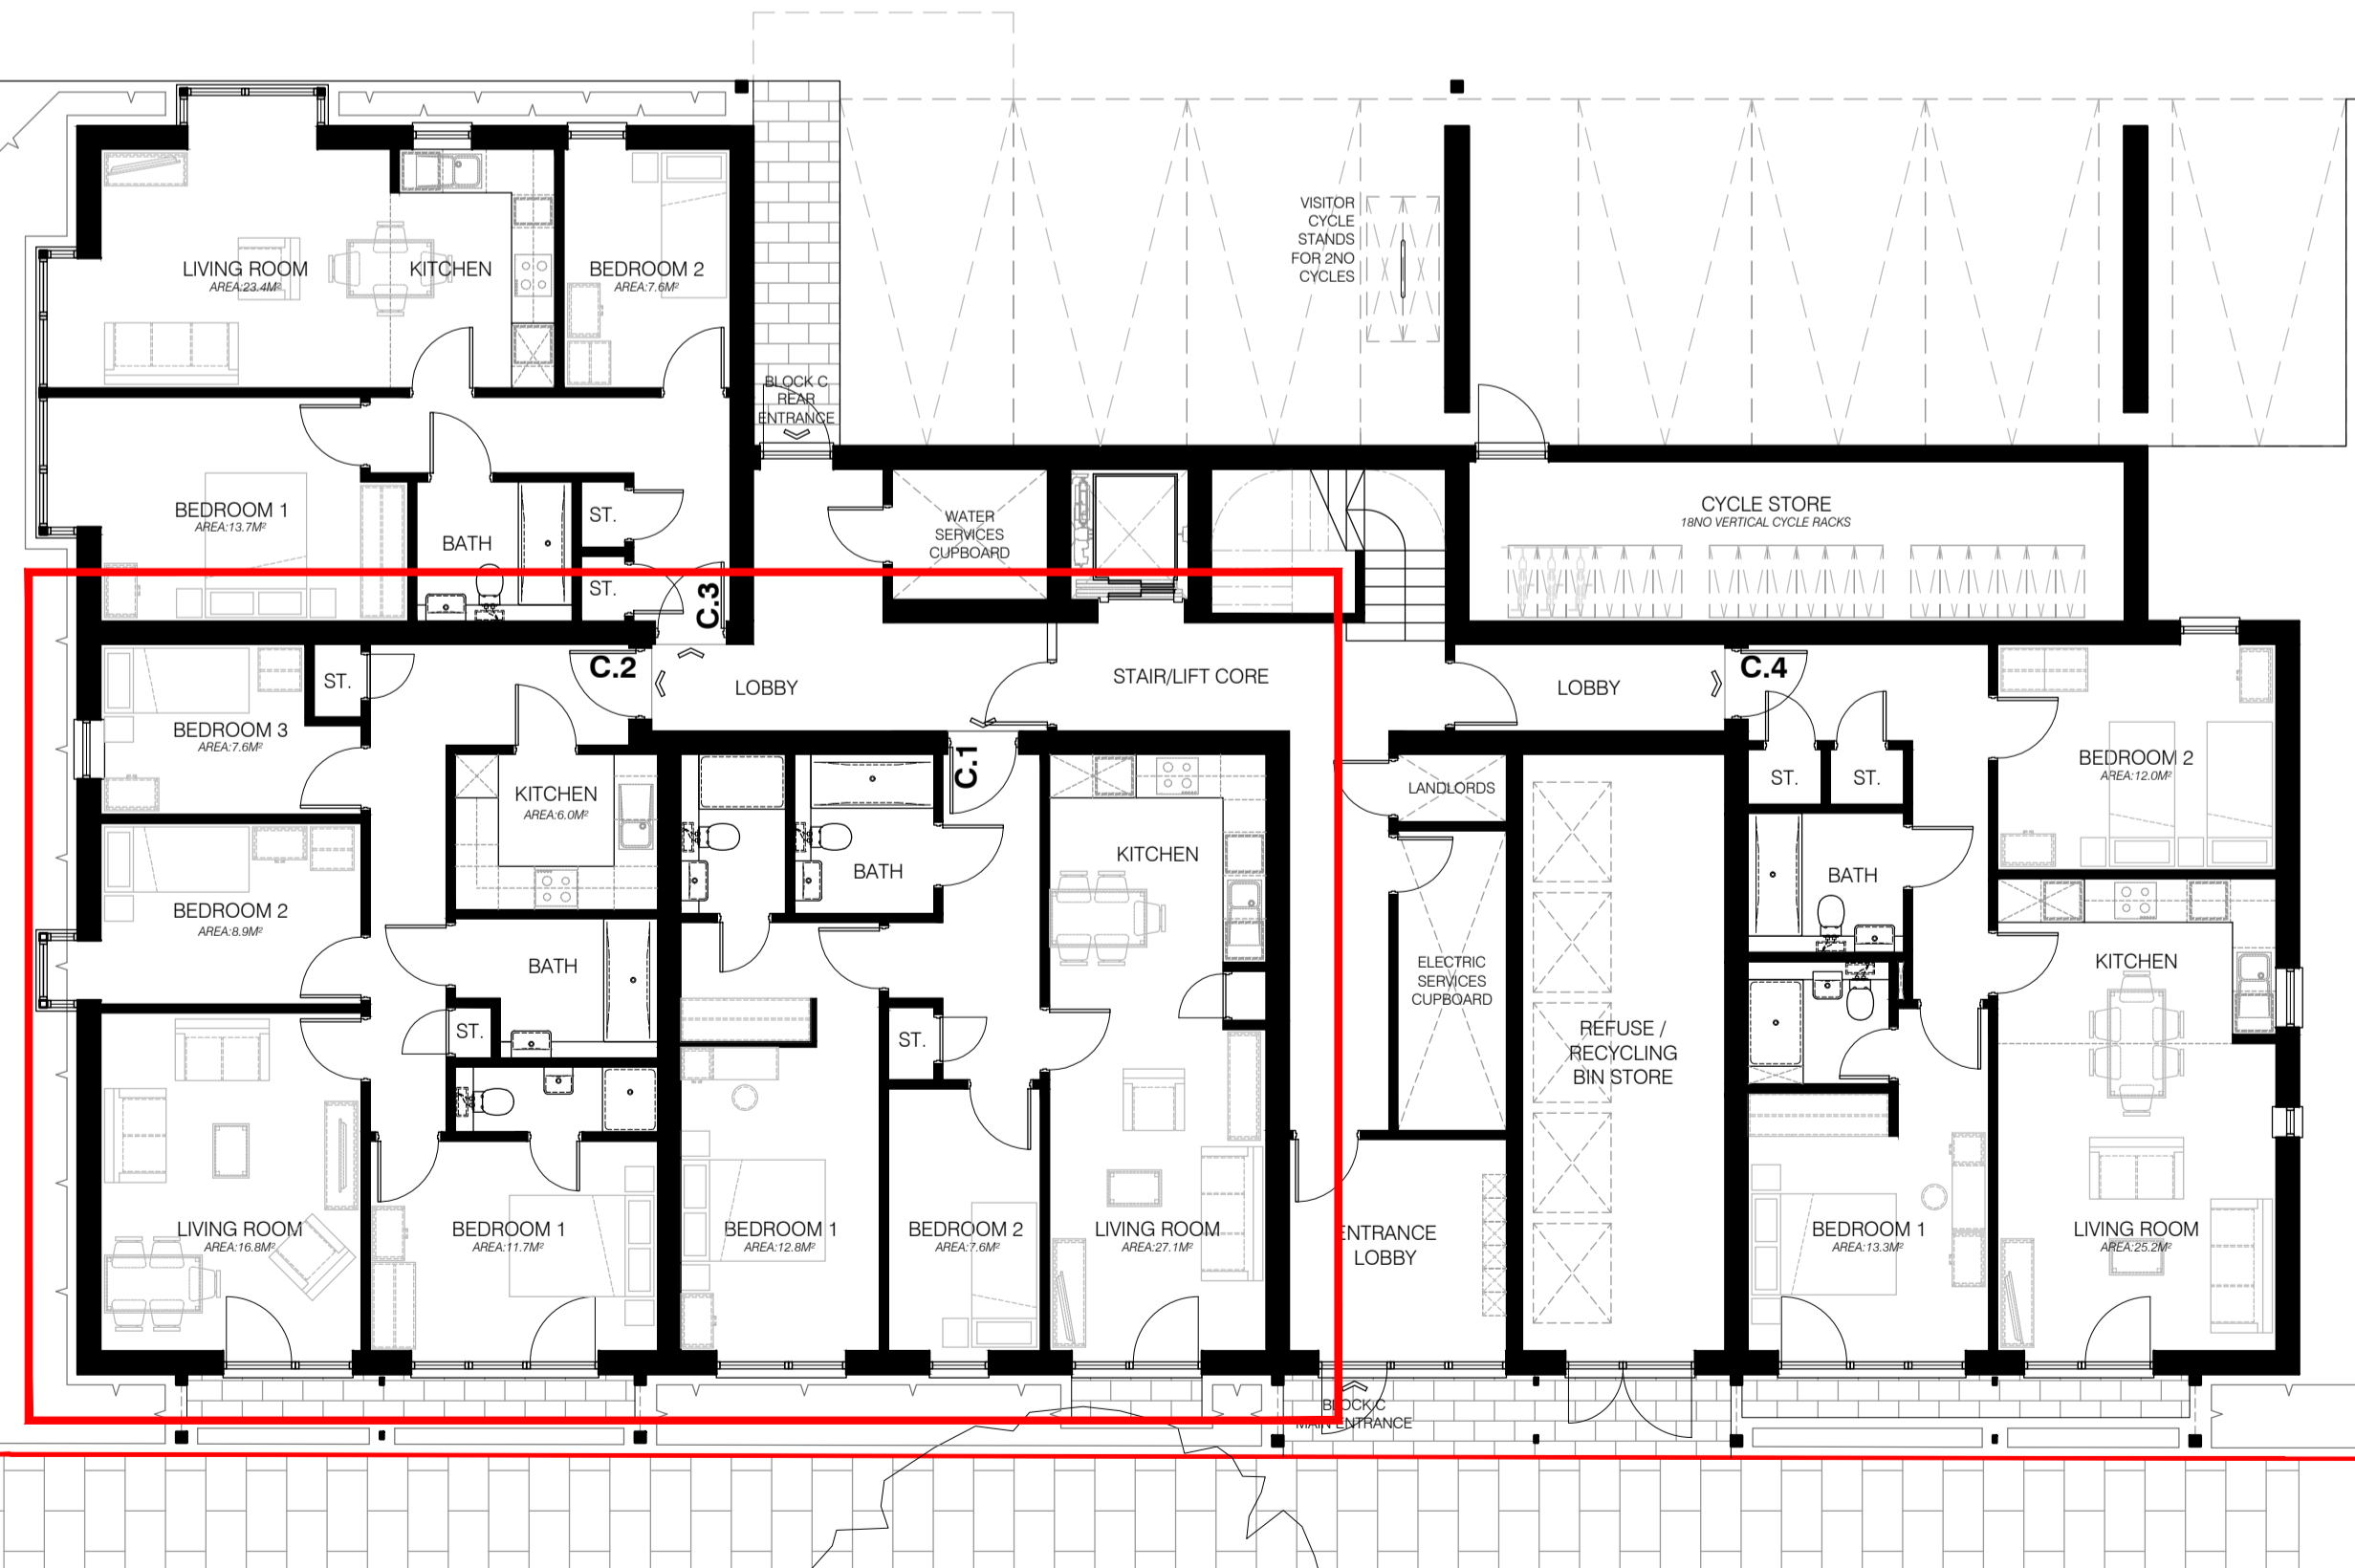 VISITOR
CYCLE
STANDS
FOR 2NO
CYCLES
LIVING ROOM
AREA:23.4M²
KITCHEN
BEDROOM 2
AREA:7.6M²
BLOCK C
REAR
ENTRANCE
BEDROOM 1
AREA:13.7M²
BATH
ST.
ST.
C.3
WATER
SERVICES
CUPBOARD
CYCLE STORE
18NO VERTICAL CYCLE RACKS
C.2
LOBBY
STAIR/LIFT CORE
LOBBY
C.4
ST.
BEDROOM 3
AREA:7.6M²
KITCHEN
AREA:6.0M²
C.1
BATH
KITCHEN
LANDLORDS
ST.
ST.
BEDROOM 2
AREA:12.0M²
BEDROOM 2
AREA:8.9M²
BATH
ST.
ST.
ELECTRIC
SERVICES
CUPBOARD
REFUSE /
RECYCLING
BIN STORE
BATH
KITCHEN
LIVING ROOM
AREA:16.8M²
BEDROOM 1
AREA:11.7M²
BEDROOM 1
AREA:12.8M²
BEDROOM 2
AREA:7.6M²
LIVING ROOM
AREA:27.1M²
ENTRANCE
LOBBY
BEDROOM 1
AREA:13.3M²
LIVING ROOM
AREA:25.2M²
BLOCK C
MAIN ENTRANCE